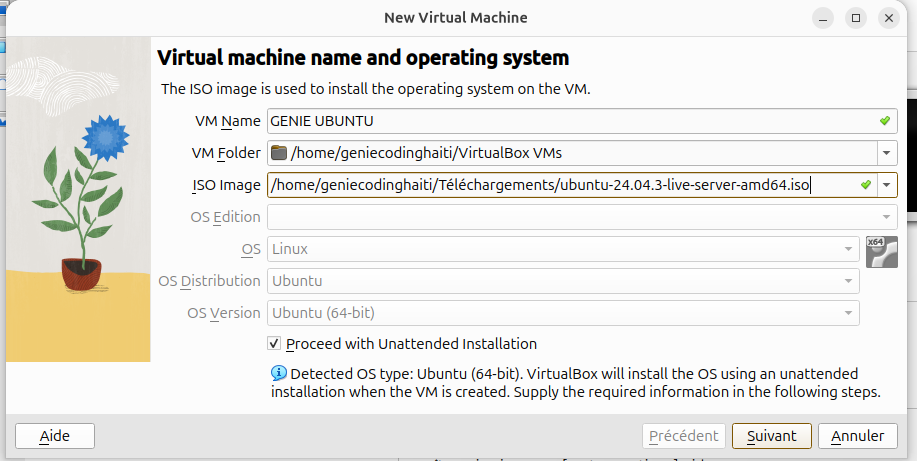 New Virtual Machine
Virtual machine name and operating system
The ISO image is used to install the operating system on the VM.
VM Name GENIE UBUNTU
VM Folder /home/geniecodinghaiti/VirtualBox VMs
ISO Image /home/geniecodinghaiti/Téléchargements/ubuntu-24.04.3-live-server-amd64.iso
OS Edition
OS Linux x64
OS Distribution Ubuntu
OS Version Ubuntu (64-bit)
Proceed with Unattended Installation
Detected OS type: Ubuntu (64-bit). VirtualBox will install the OS using an unattended
installation when the VM is created. Supply the required information in the following steps.
Aide Précédent Suivant Annuler